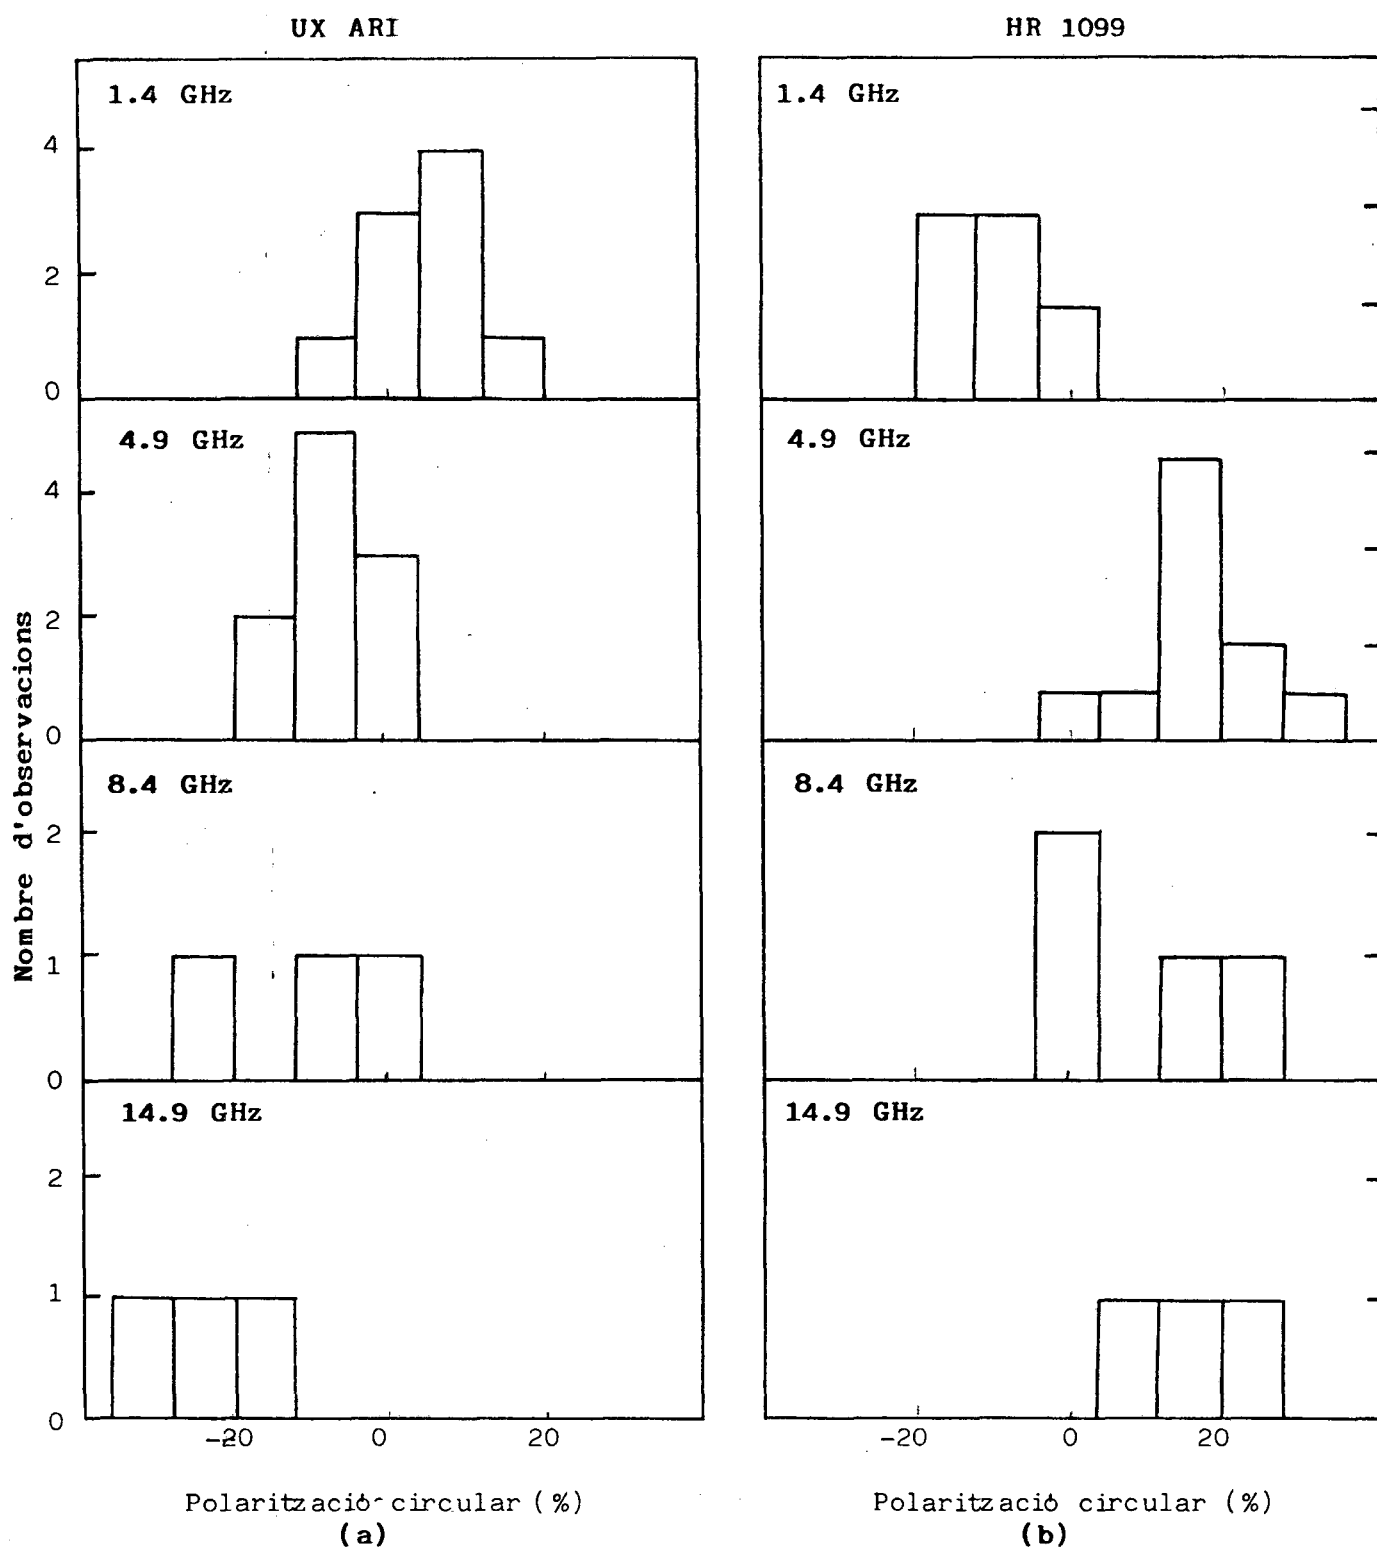 UX ARI
HR 1099
1.4 GHz
4
2
0
1.4 GHz
4.9 GHz
4
2
0
4.9 GHz
8.4 GHz
2
1
0
8.4 GHz
14.9 GHz
2
1
0
14.9 GHz
Nombre d'observacions
-20 0 20
-20 0 20
Polarització circular (%)
(a)
Polarització circular (%)
(b)